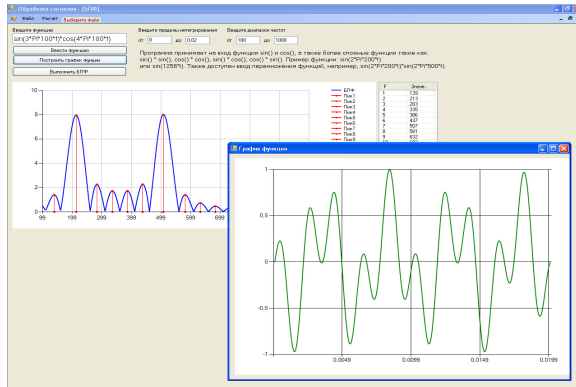 Обработка сигналов - [БПФ]
Файл Расчет Выберите файл
Введите функцию
sin(3*PI*100*t)*cos(4*PI*180*t)
Ввести функцию
Построить график функции
Выполнить БПФ
Введите пределы интегрирования
от 0 до 0.02
Введите диапазон частот
от 100 до 1000
Программа принимает на вход функции sin() и cos(), а также более сложные функции такие как:
sin() * sin(); cos() * cos(), sin() * cos(); cos() * sin(). Пример функции: sin(2*PI*200*t)
или sin(1256*t). Также доступен ввод перемножения функций, например, sin(2*PI*200*t)*sin(2*PI*500*t).
10
8
6
4
2
0
99 199 299 399 499 599 699
БПФ
Пик1
Пик2
Пик3
Пик4
Пик5
Пик6
Пик7
Пик8
Пик9
F Значе...
1 139
2 213
3 283
4 335
5 386
6 437
7 507
8 581
9 632
График функции
1
0,5
0
-0,5
-1
0.0049 0.0099 0.0149 0.0199